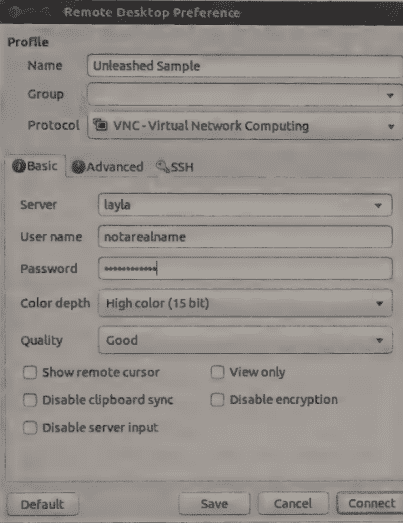 Remote Desktop Preference
Profile
Name Unleashed Sample
Group
Protocol VNC - Virtual Network Computing
Basic Advanced SSH
Server layla
User name notarealname
Password ************
Color depth High color (15 bit)
Quality Good
Show remote cursor View only
Disable clipboard sync Disable encryption
Disable server input
Default Save Cancel Connect